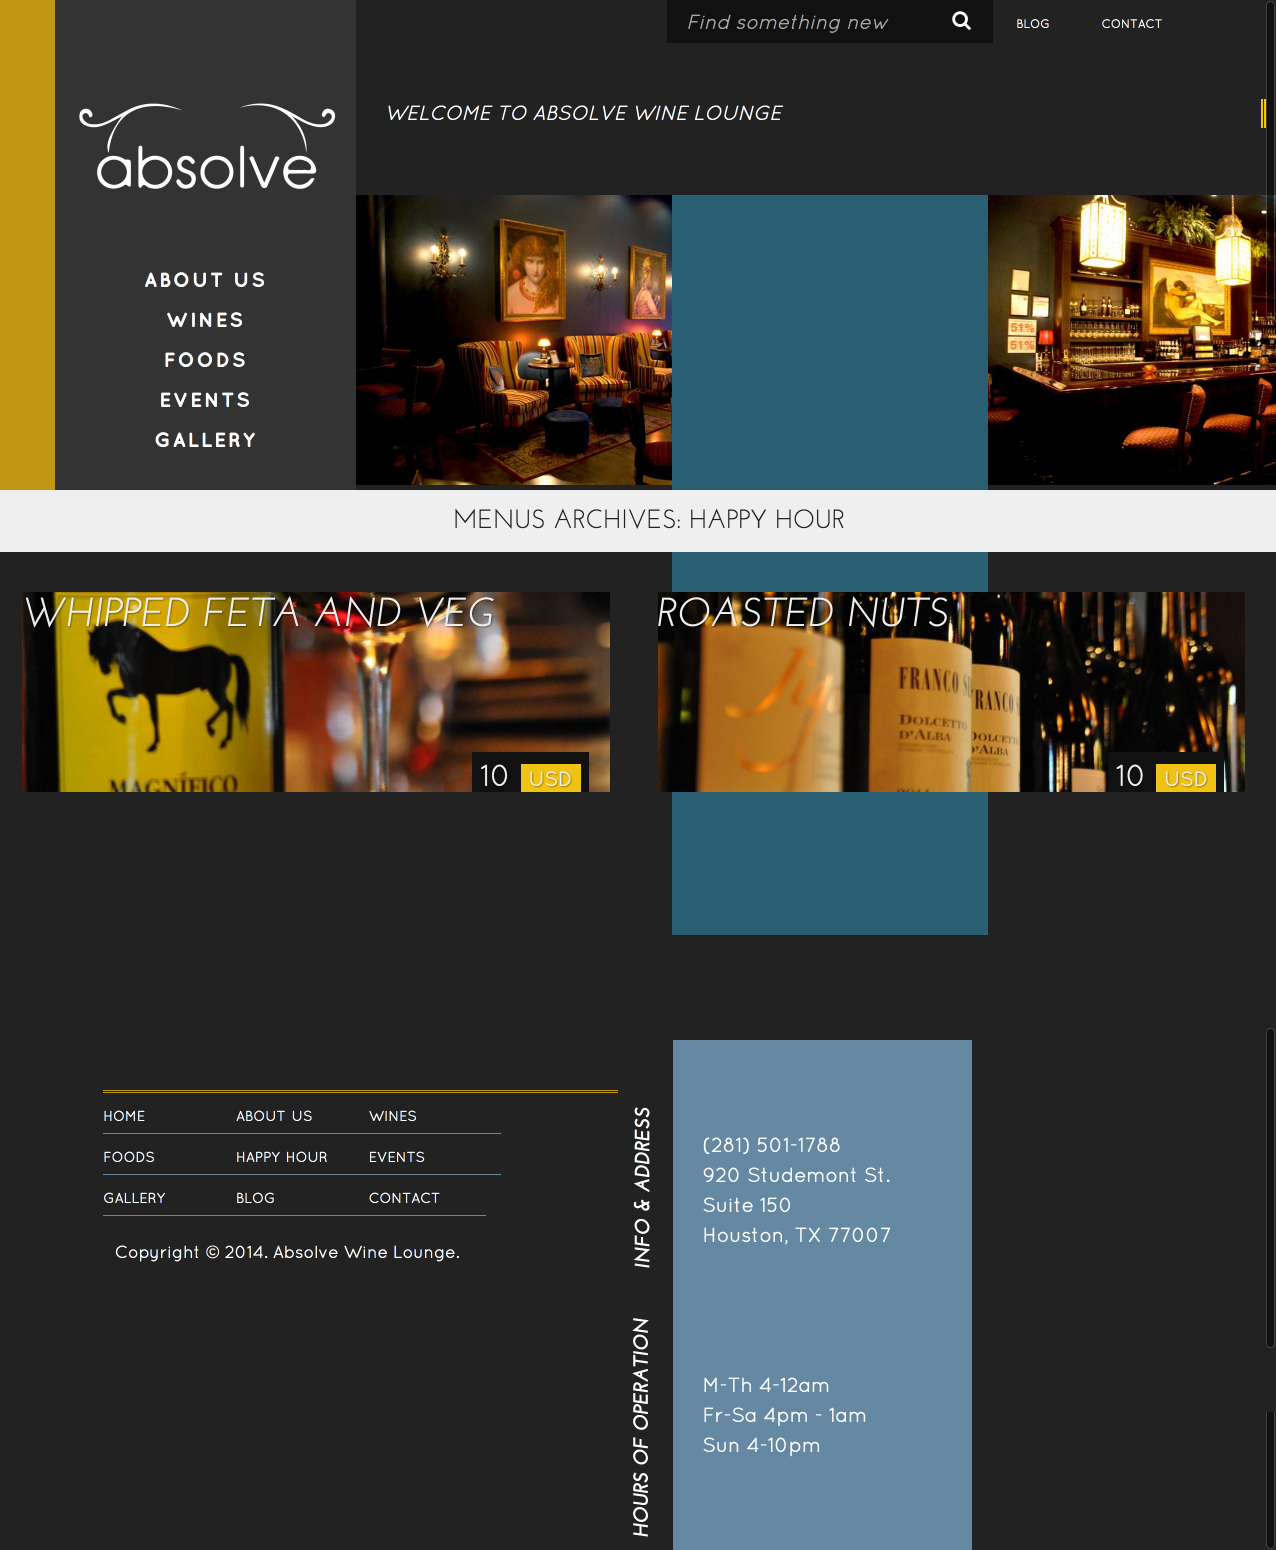 Find something new
BLOG
CONTACT
absolve
WELCOME TO ABSOLVE WINE LOUNGE
ABOUT US
WINES
FOODS
EVENTS
GALLERY
51%
51%
MENUS ARCHIVES: HAPPY HOUR
WHIPPED FETA AND VEG
MAGNÍFICO
10 USD
ROASTED NUTS
FRANCO
DOLCETTO
D'ALBA
FRANCO
DOLCETTO
D'ALBA
10 USD
HOME ABOUT US WINES
FOODS HAPPY HOUR EVENTS
GALLERY BLOG CONTACT
Copyright © 2014. Absolve Wine Lounge.
INFO & ADDRESS
(281) 501-1788
920 Studemont St.
Suite 150
Houston, TX 77007
HOURS OF OPERATION
M-Th 4-12am
Fr-Sa 4pm - 1am
Sun 4-10pm